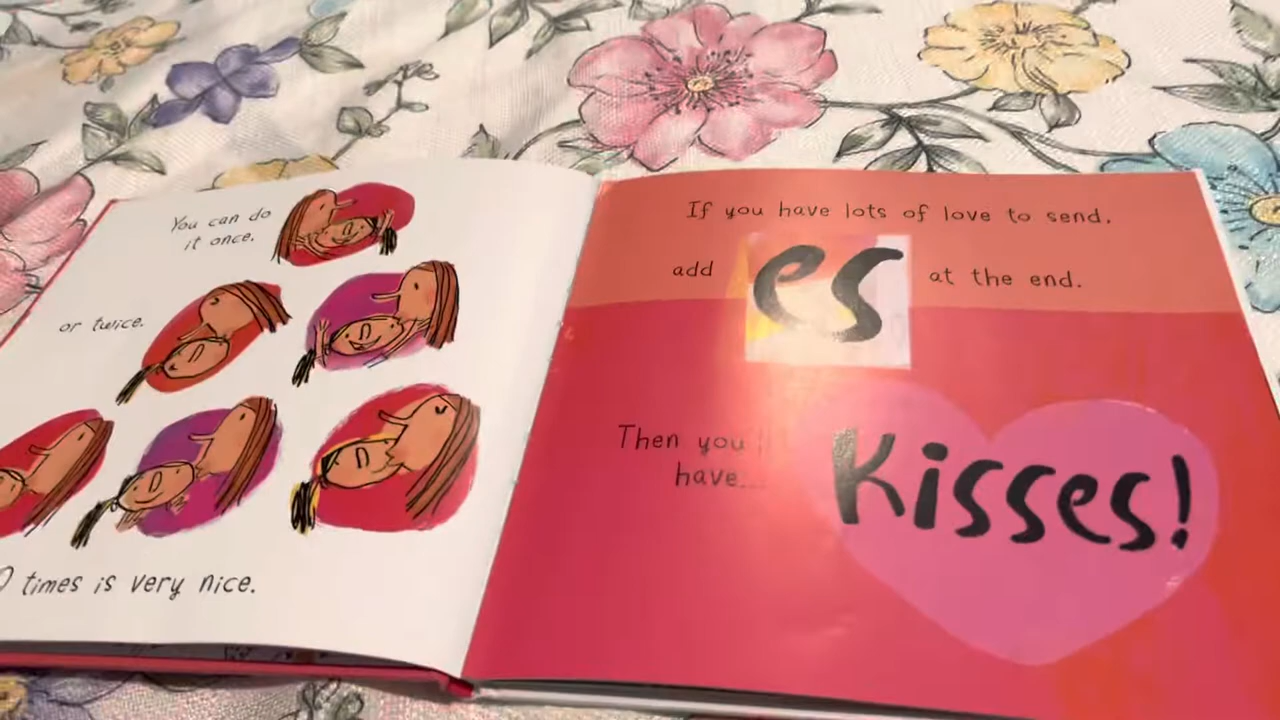 You can do
it once.
or twice.
times is very nice.
If you have lots of love to send,
add es at the end.
Then you'll
have...
Kisses!